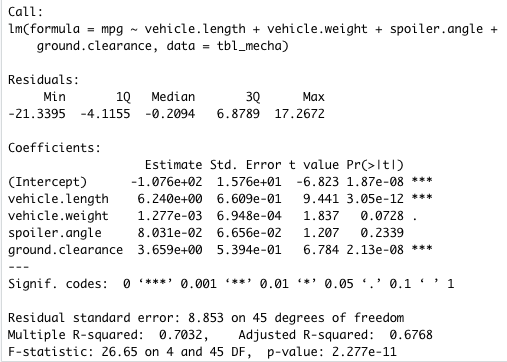 Call:
lm(formula = mpg ~ vehicle.length + vehicle.weight + spoiler.angle +
    ground.clearance, data = tbl_mecha)

Residuals:
     Min       1Q   Median       3Q      Max
-21.3395  -4.1155  -0.2094   6.8789  17.2672

Coefficients:
                   Estimate Std. Error t value Pr(>|t|)
(Intercept)      -1.076e+02  1.576e+01  -6.823 1.87e-08 ***
vehicle.length    6.240e+00  6.609e-01   9.441 3.05e-12 ***
vehicle.weight    1.277e-03  6.948e-04   1.837   0.0728 .
spoiler.angle     8.031e-02  6.656e-02   1.207   0.2339
ground.clearance  3.659e+00  5.394e-01   6.784 2.13e-08 ***
---
Signif. codes:  0 ‘***’ 0.001 ‘**’ 0.01 ‘*’ 0.05 ‘.’ 0.1 ‘ ’ 1

Residual standard error: 8.853 on 45 degrees of freedom
Multiple R-squared:  0.7032,    Adjusted R-squared:  0.6768
F-statistic: 26.65 on 4 and 45 DF,  p-value: 2.277e-11